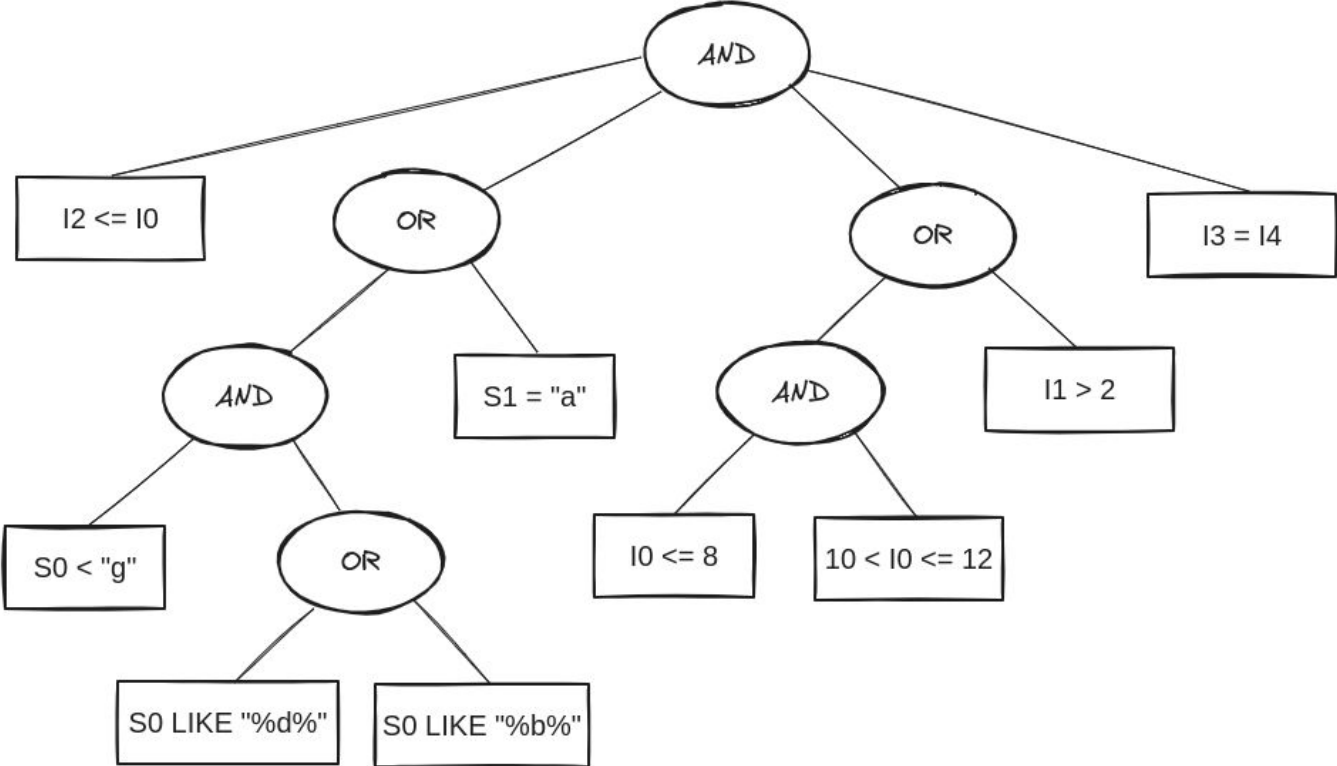 AND
I2 <= I0
OR
OR
I3 = I4
AND
S1 = "a"
AND
I1 > 2
S0 < "g"
OR
I0 <= 8
10 < I0 <= 12
S0 LIKE "%d%"
S0 LIKE "%b%"